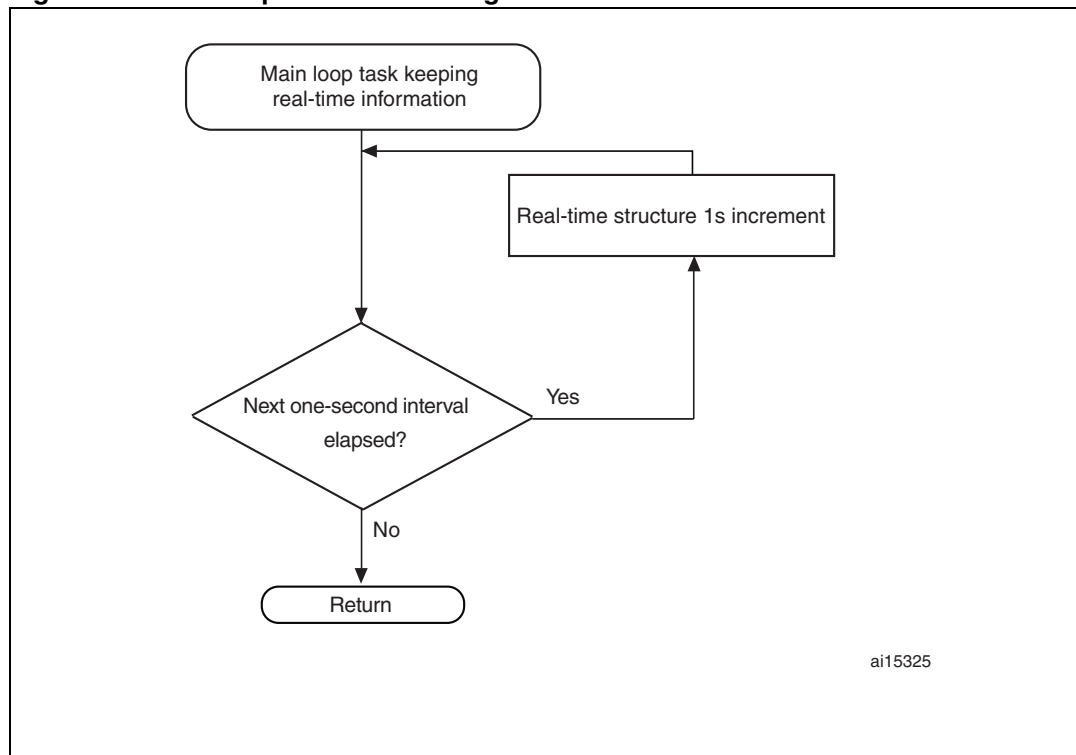 Main loop task keeping
real-time information
Real-time structure 1s increment
Next one-second interval
elapsed?
Yes
No
Return
ai15325